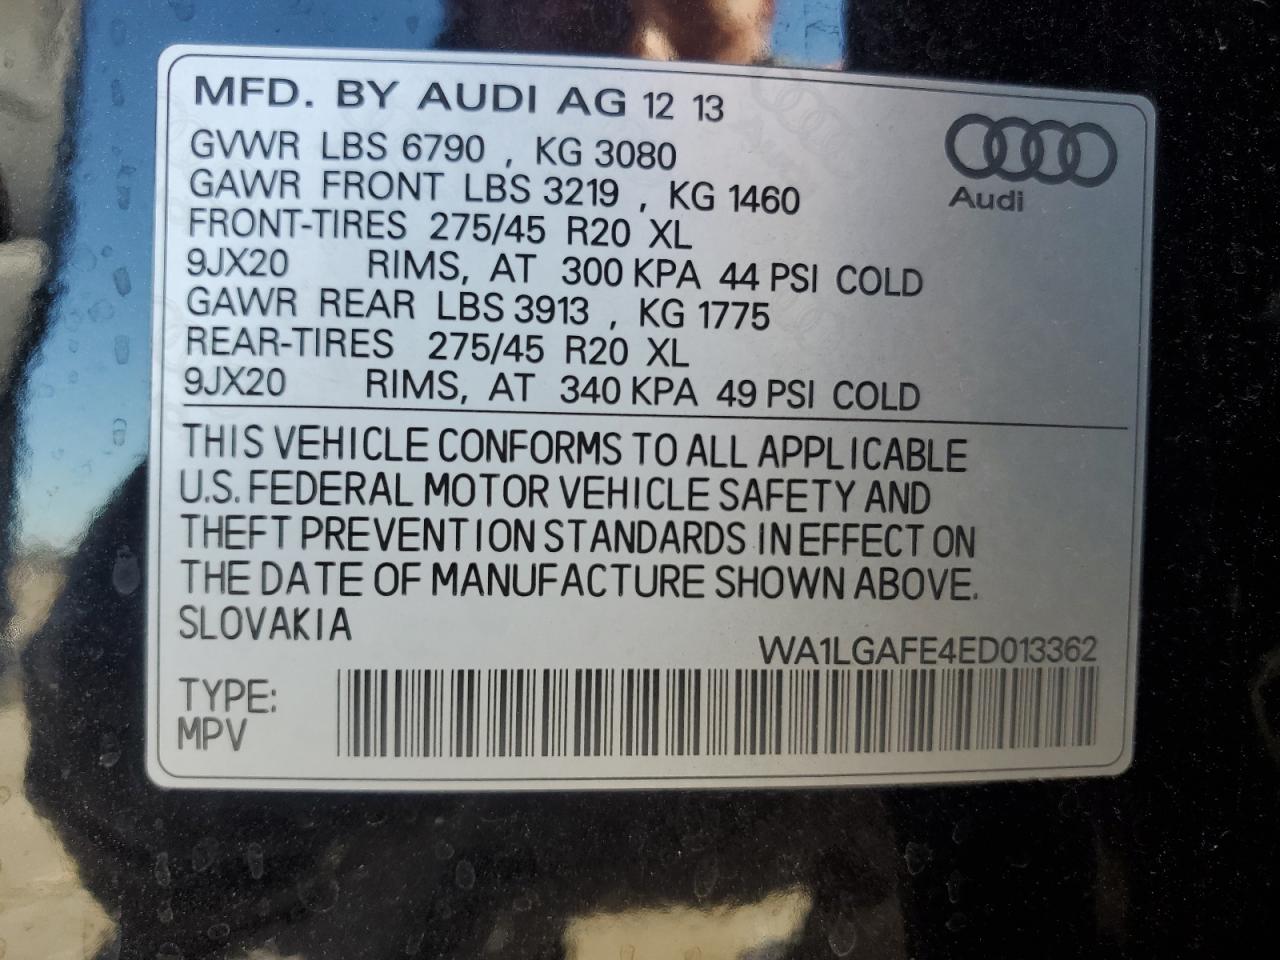 MFD. BY AUDI AG 12 13
GVWR LBS 6790 , KG 3080
GAWR FRONT LBS 3219 , KG 1460
FRONT-TIRES 275/45 R20 XL
9JX20 RIMS, AT 300 KPA 44 PSI COLD
GAWR REAR LBS 3913 , KG 1775
REAR-TIRES 275/45 R20 XL
9JX20 RIMS, AT 340 KPA 49 PSI COLD
Audi
THIS VEHICLE CONFORMS TO ALL APPLICABLE
U.S. FEDERAL MOTOR VEHICLE SAFETY AND
THEFT PREVENTION STANDARDS IN EFFECT ON
THE DATE OF MANUFACTURE SHOWN ABOVE.
SLOVAKIA
WA1LGAFE4ED013362
TYPE:
MPV